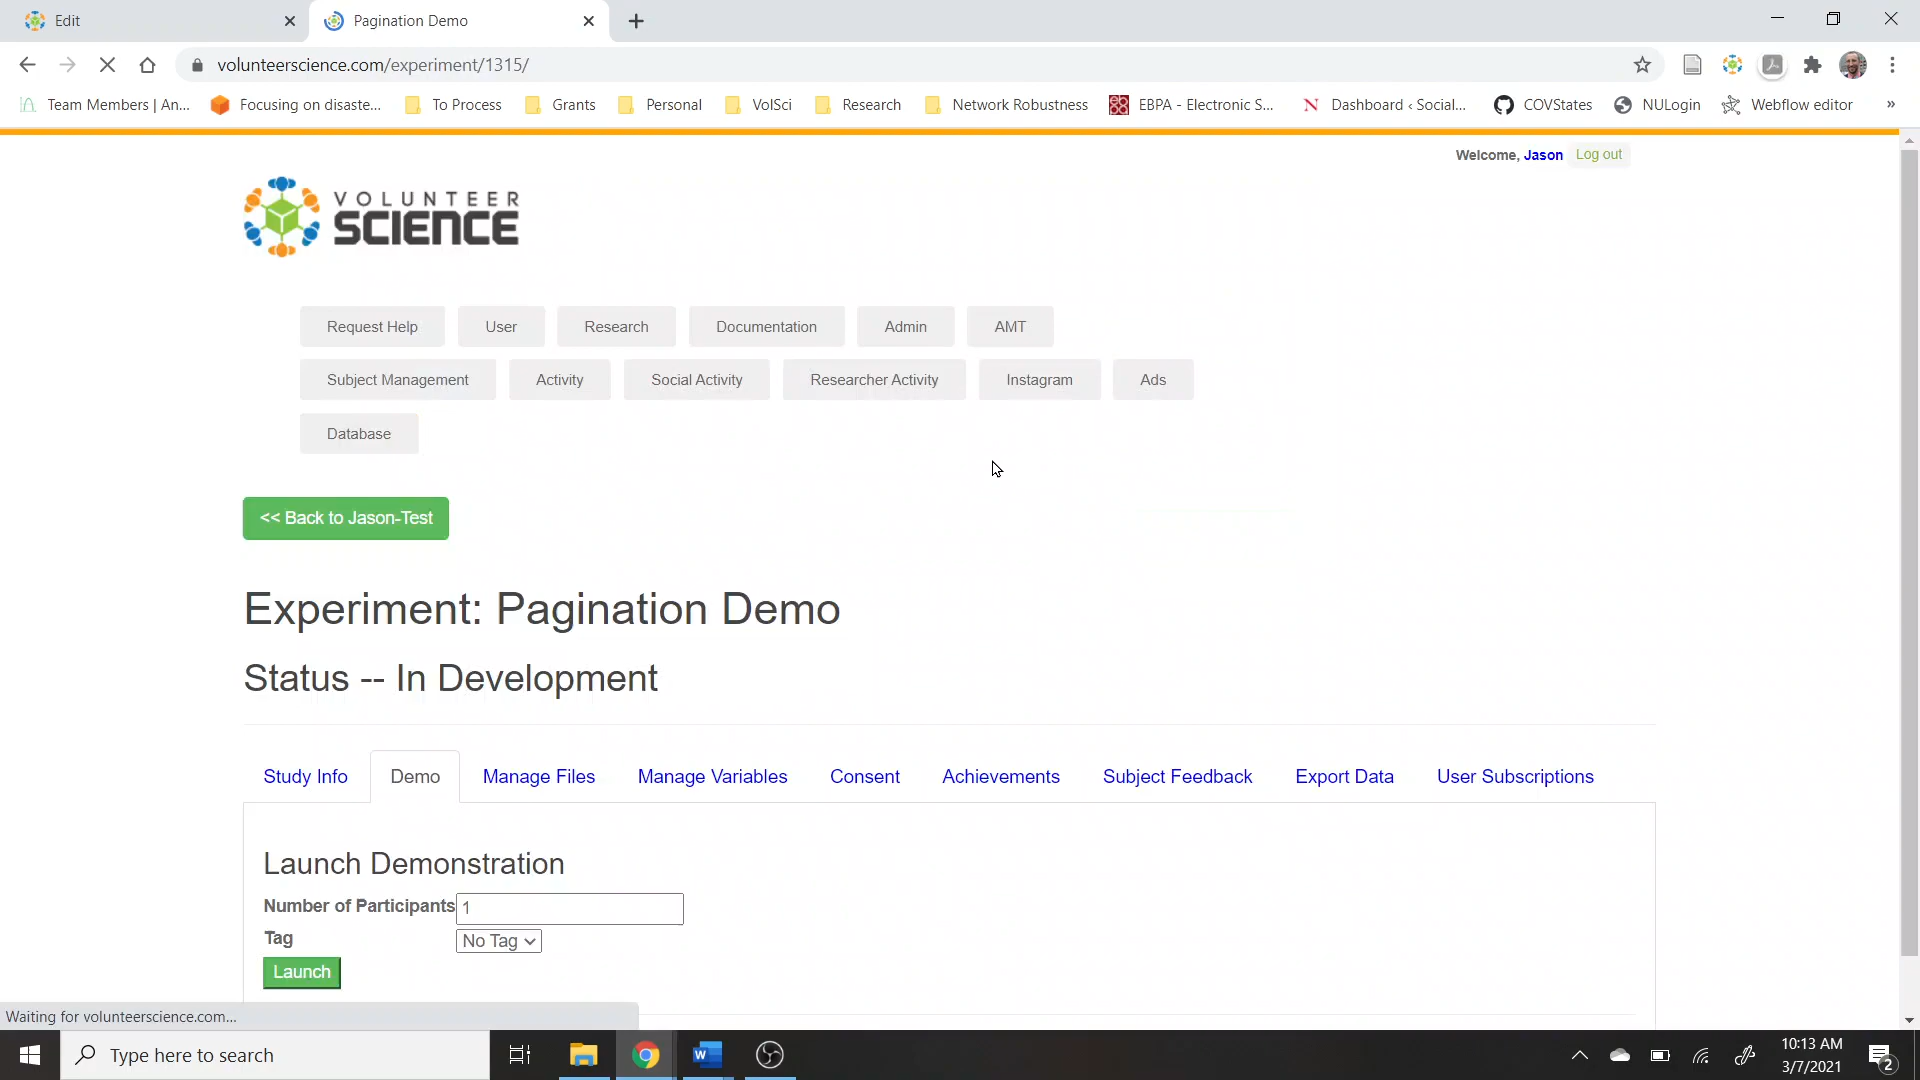 Edit
Pagination Demo
volunteerscience.com/experiment/1315/
Team Members | An... Focusing on disaste... To Process Grants Personal VolSci Research Network Robustness EBPA - Electronic S... Dashboard ‹ Social... COVStates NULogin Webflow editor »
Welcome, Jason Log out
VOLUNTEER
SCIENCE
Request Help User Research Documentation Admin AMT
Subject Management Activity Social Activity Researcher Activity Instagram Ads
Database
<< Back to Jason-Test
Experiment: Pagination Demo
Status -- In Development
Study Info Demo Manage Files Manage Variables Consent Achievements Subject Feedback Export Data User Subscriptions
Launch Demonstration
Number of Participants 1
Tag No Tag
Launch
Waiting for volunteerscience.com...
Type here to search
10:13 AM
3/7/2021
2